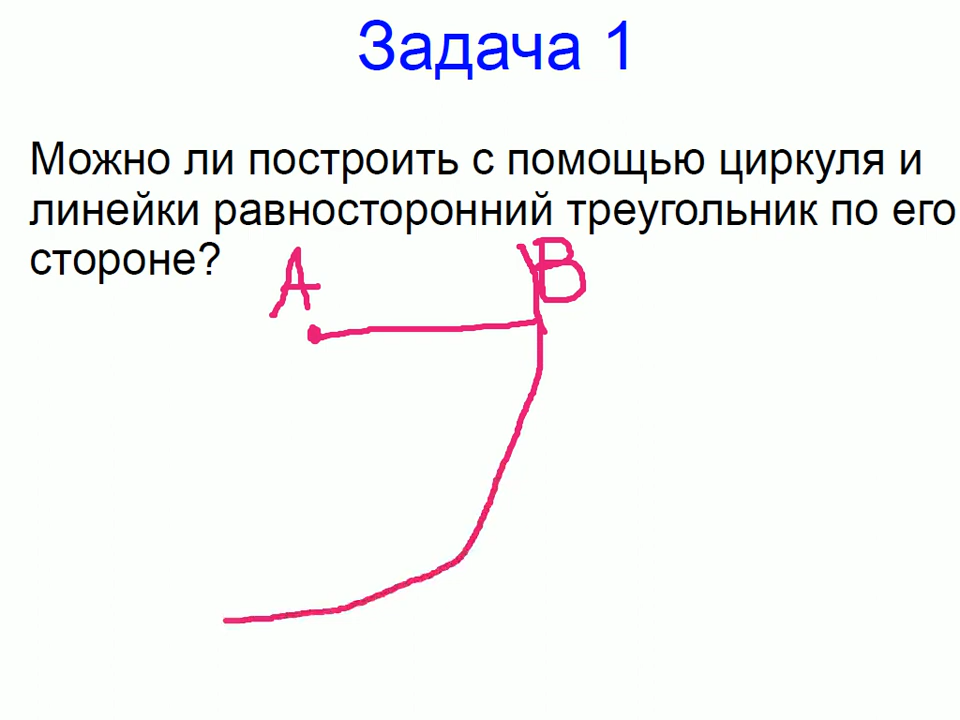 Задача 1
Можно ли построить с помощью циркуля и
линейки равносторонний треугольник по его
стороне?
A B